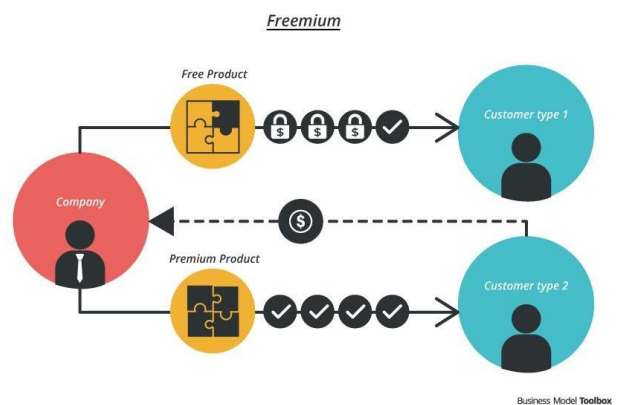 Freemium
Free Product
$ $ $
Customer type 1
Company
$
Premium Product
Customer type 2
Business Model Toolbox